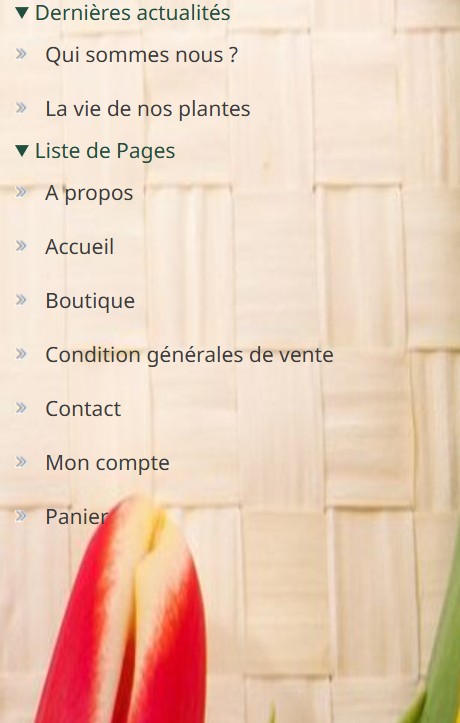 Dernières actualités
Qui sommes nous ?
La vie de nos plantes
Liste de Pages
A propos
Accueil
Boutique
Condition générales de vente
Contact
Mon compte
Panier